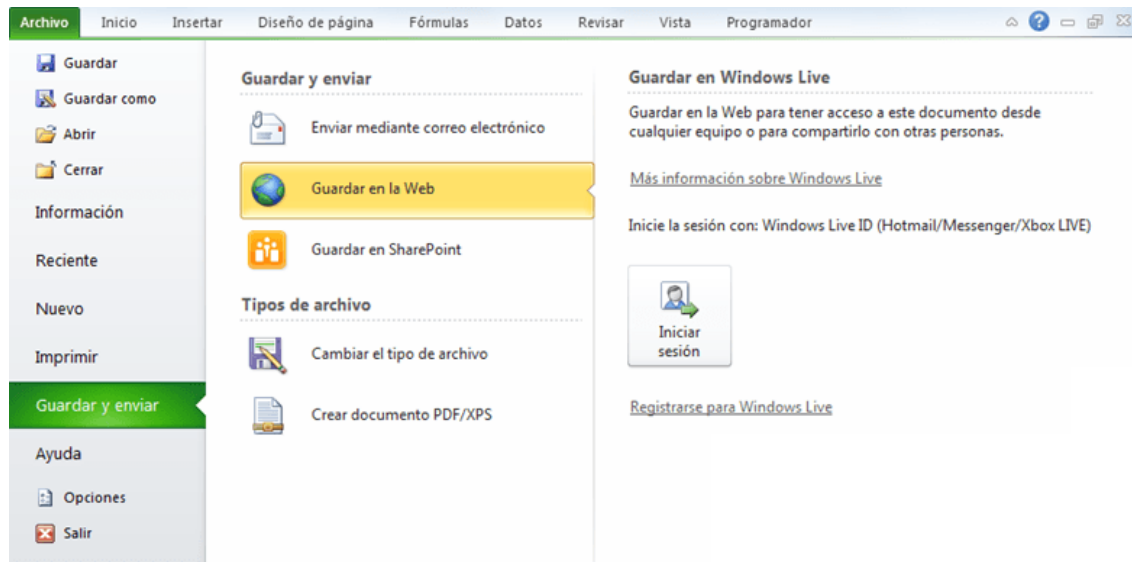 Archivo Inicio Insertar Diseño de página Fórmulas Datos Revisar Vista Programador
Guardar
Guardar como
Abrir
Cerrar
Información
Reciente
Nuevo
Imprimir
Guardar y enviar
Ayuda
Opciones
Salir
Guardar y enviar
Enviar mediante correo electrónico
Guardar en la Web
Guardar en SharePoint
Tipos de archivo
Cambiar el tipo de archivo
Crear documento PDF/XPS
Guardar en Windows Live
Guardar en la Web para tener acceso a este documento desde
cualquier equipo o para compartirlo con otras personas.
Más información sobre Windows Live
Inicie la sesión con: Windows Live ID (Hotmail/Messenger/Xbox LIVE)
Iniciar
sesión
Registrarse para Windows Live